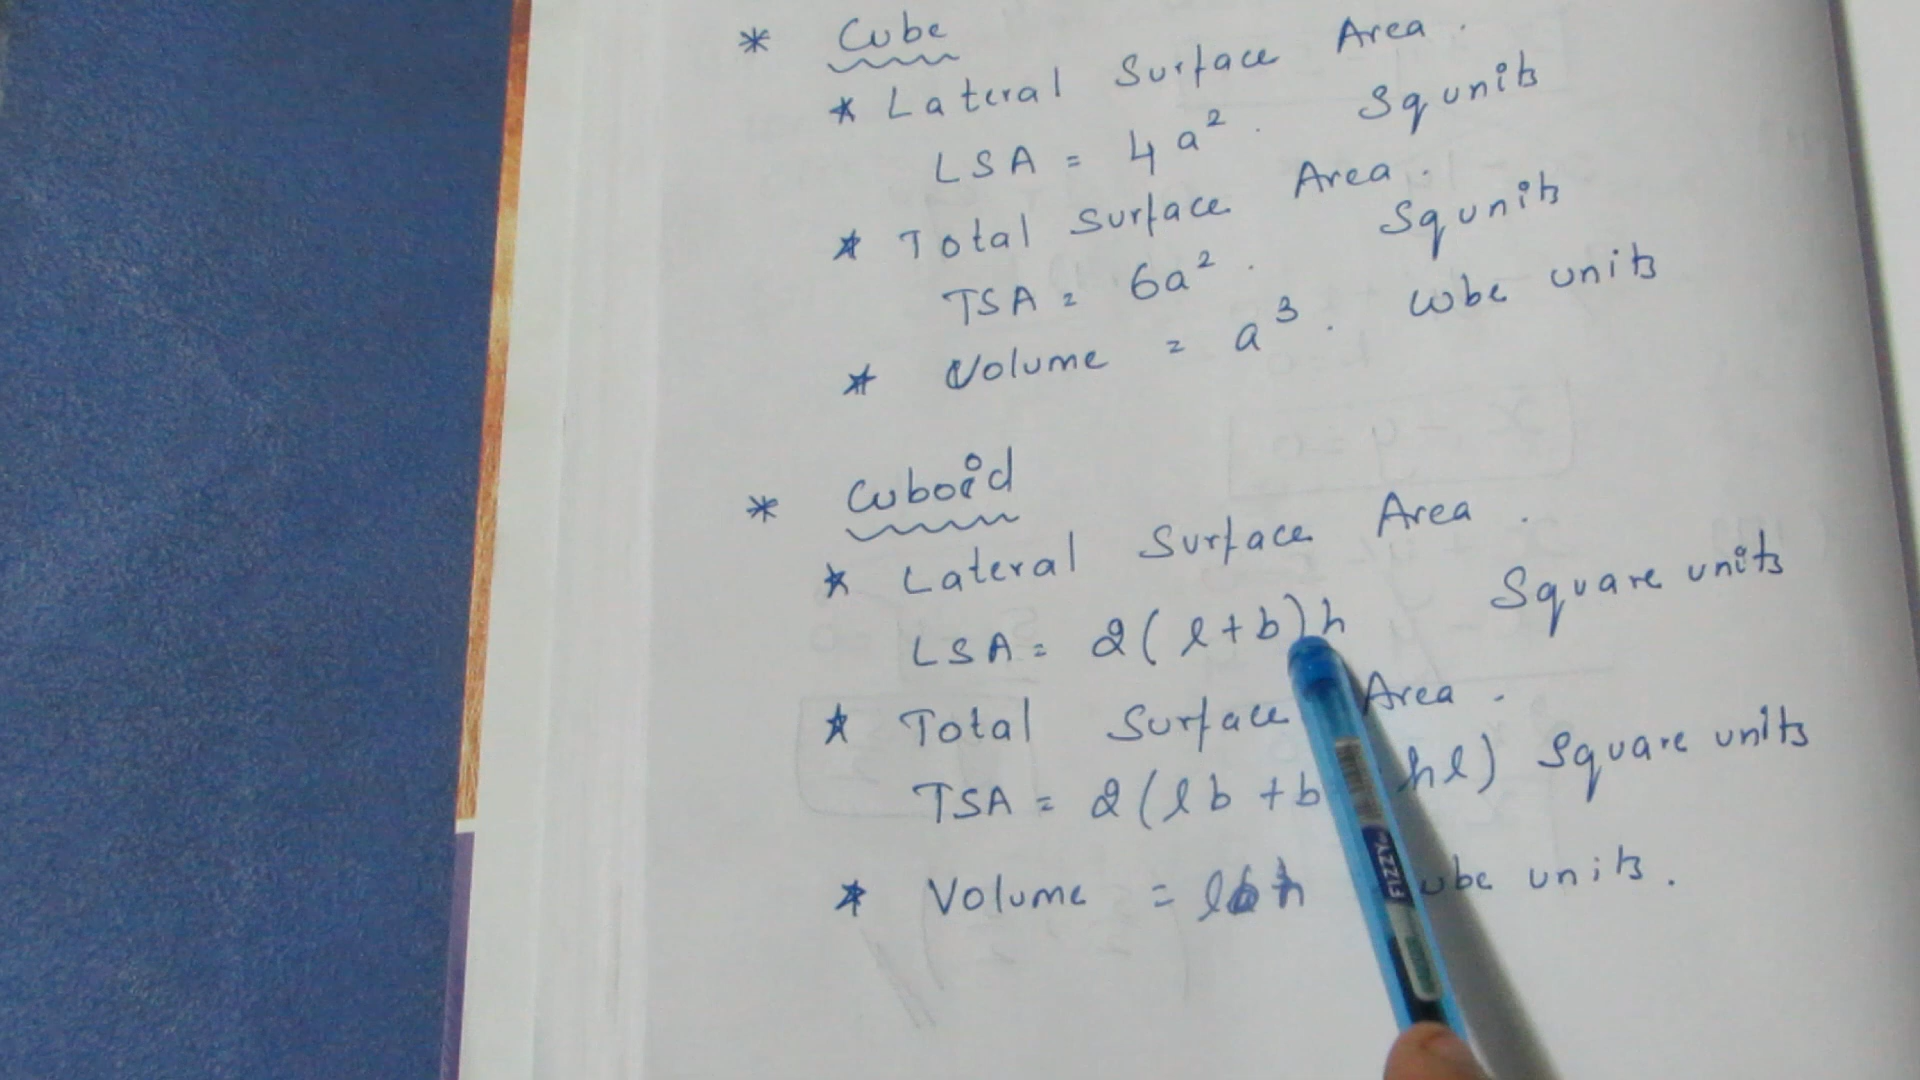 * Cube
* Lateral Surface Area.
LSA = 4a². Sq units
* Total Surface Area.
TSA = 6a². Sq units
* Volume = a³. Cube units
* Cuboid
* Lateral Surface Area.
LSA = 2(l+b)h Square units
* Total Surface Area.
TSA = 2(lb + b hl) Square units
* Volume = lbh cube units.
FIZZY